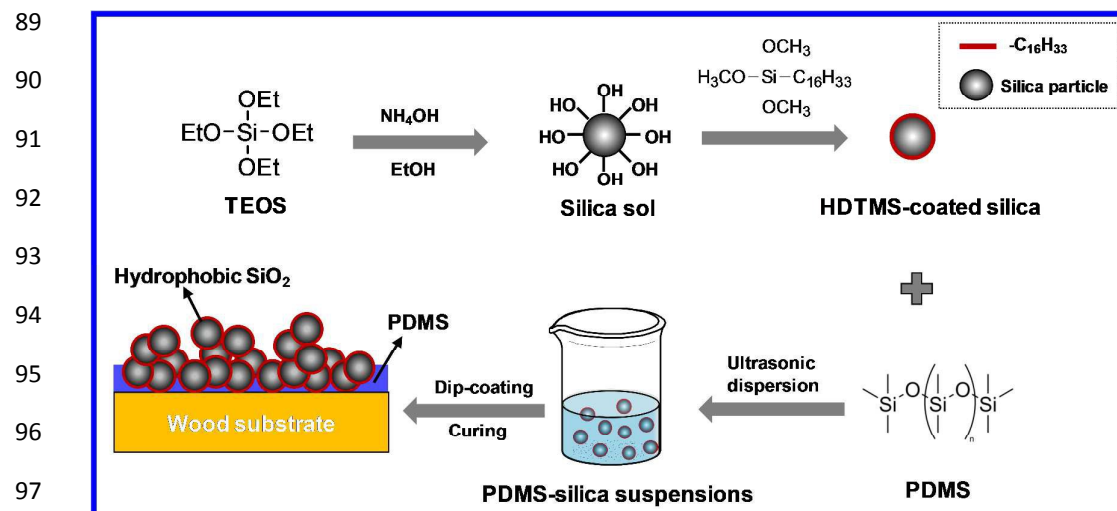 89
90
91
92
93
94
95
96
97
-C₁₆H₃₃
Silica particle
OEt
EtO-Si-OEt
OEt
OEt
TEOS
NH₄OH
EtOH
HO OH
HO OH
HO OH
HO OH
OH
Silica sol
OCH₃
H₃CO-Si-C₁₆H₃₃
OCH₃
HDTMS-coated silica
Hydrophobic SiO₂
PDMS
Wood substrate
Dip-coating
Curing
PDMS-silica suspensions
Ultrasonic
dispersion
Si O Si O Si
n
PDMS